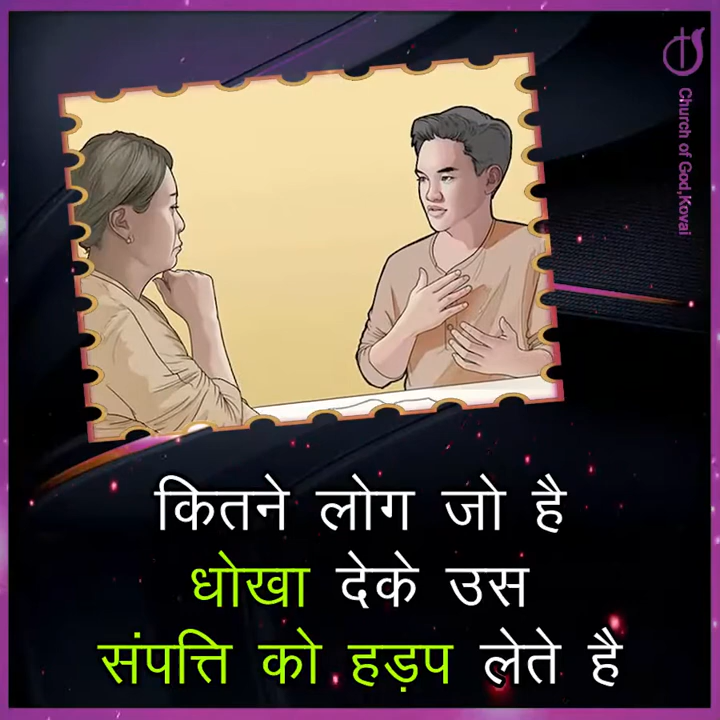 Church of God,Kovai
कितने लोग जो है
धोखा देके उस
संपत्ति को हड़प लेते है